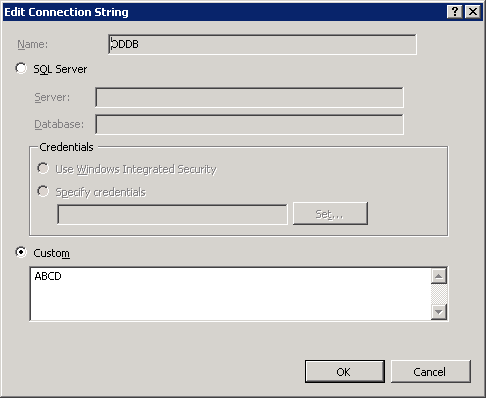 Edit Connection String
Name:
ODDB
SQL Server
Server:
Database:
Credentials
Use Windows Integrated Security
Specify credentials
Set...
Custom
ABCD
OK
Cancel